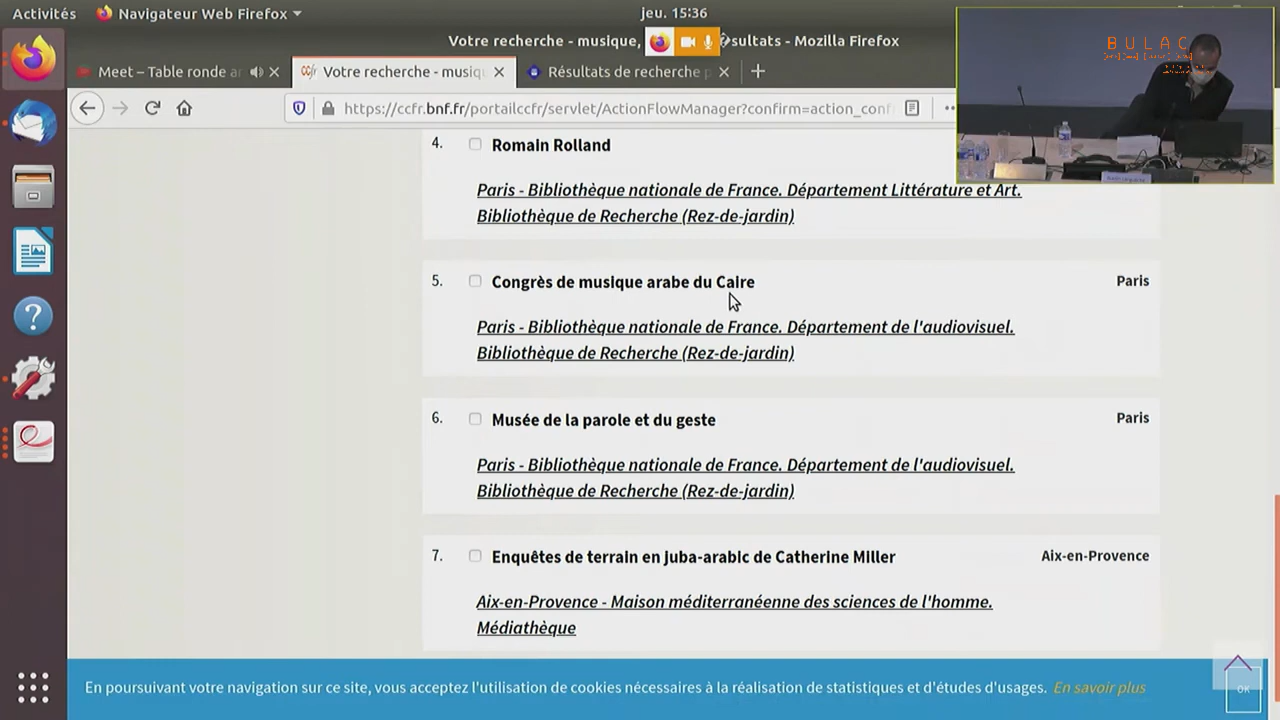 Activités
Navigateur Web Firefox
jeu. 15∶36
Votre recherche - musique, �sultats - Mozilla Firefox
Meet – Table ronde ar
Votre recherche - musiqu
Résultats de recherche p
https://ccfr.bnf.fr/portailccfr/servlet/ActionFlowManager?confirm=action_conf
BULAC
4. Romain Rolland
Paris - Bibliothèque nationale de France. Département Littérature et Art.
Bibliothèque de Recherche (Rez-de-jardin)
5. Congrès de musique arabe du Caire Paris
Paris - Bibliothèque nationale de France. Département de l'audiovisuel.
Bibliothèque de Recherche (Rez-de-jardin)
6. Musée de la parole et du geste Paris
Paris - Bibliothèque nationale de France. Département de l'audiovisuel.
Bibliothèque de Recherche (Rez-de-jardin)
7. Enquêtes de terrain en juba-arabic de Catherine Miller Aix-en-Provence
Aix-en-Provence - Maison méditerranéenne des sciences de l'homme.
Médiathèque
En poursuivant votre navigation sur ce site, vous acceptez l'utilisation de cookies nécessaires à la réalisation de statistiques et d'études d'usages. En savoir plus
OK